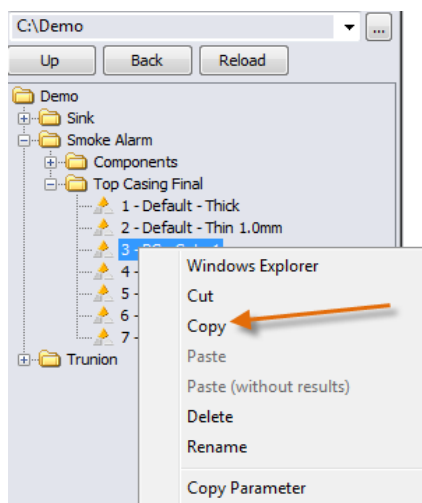 C:\Demo
...
Up Back Reload
Demo
Sink
Smoke Alarm
Components
Top Casing Final
1 - Default - Thick
2 - Default - Thin 1.0mm
3 -
4 -
5 -
6 -
7 -
Trunion
Windows Explorer
Cut
Copy
Paste
Paste (without results)
Delete
Rename
Copy Parameter